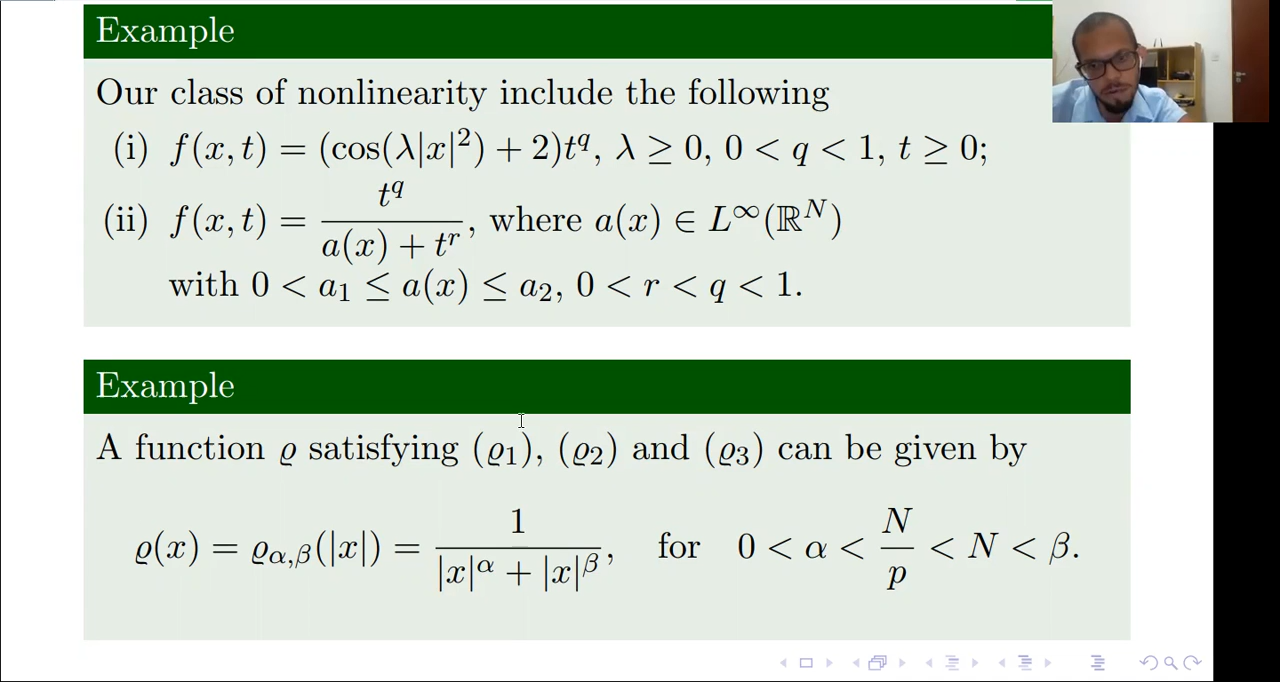 Example
Our class of nonlinearity include the following
(i) f(x, t) = (cos(λ|x|²) + 2)t^q, λ ≥ 0, 0 < q < 1, t ≥ 0;
(ii) f(x, t) = t^q / (a(x) + t^r), where a(x) ∈ L^∞(ℝ^N)
with 0 < a₁ ≤ a(x) ≤ a₂, 0 < r < q < 1.
Example
A function ϱ satisfying (ϱ₁), (ϱ₂) and (ϱ₃) can be given by
ϱ(x) = ϱ_{α,β}(|x|) = 1 / (|x|^α + |x|^β), for 0 < α < N/p < N < β.